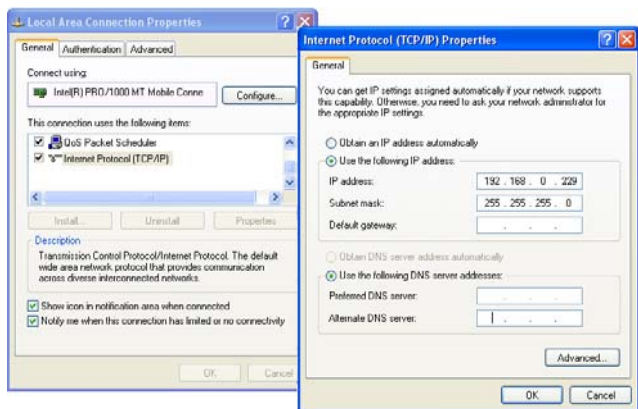 Local Area Connection Properties
General
Authentication
Advanced
Connect using:
Intel(R) PRO/1000 MT Mobile Conne
Configure...
This connection uses the following items:
QoS Packet Scheduler
Internet Protocol (TCP/IP)
Install...
Uninstall
Properties
Description
Transmission Control Protocol/Internet Protocol. The default
wide area network protocol that provides communication
across diverse interconnected networks.
Show icon in notification area when connected
Notify me when this connection has limited or no connectivity
OK
Cancel
Internet Protocol (TCP/IP) Properties
General
You can get IP settings assigned automatically if your network supports
this capability. Otherwise, you need to ask your network administrator for
the appropriate IP settings.
Obtain an IP address automatically
Use the following IP address:
IP address: 192 . 168 . 0 . 229
Subnet mask: 255 . 255 . 255 . 0
Default gateway: . . .
Obtain DNS server address automatically
Use the following DNS server addresses:
Preferred DNS server: . . .
Alternate DNS server: . . .
Advanced...
OK
Cancel